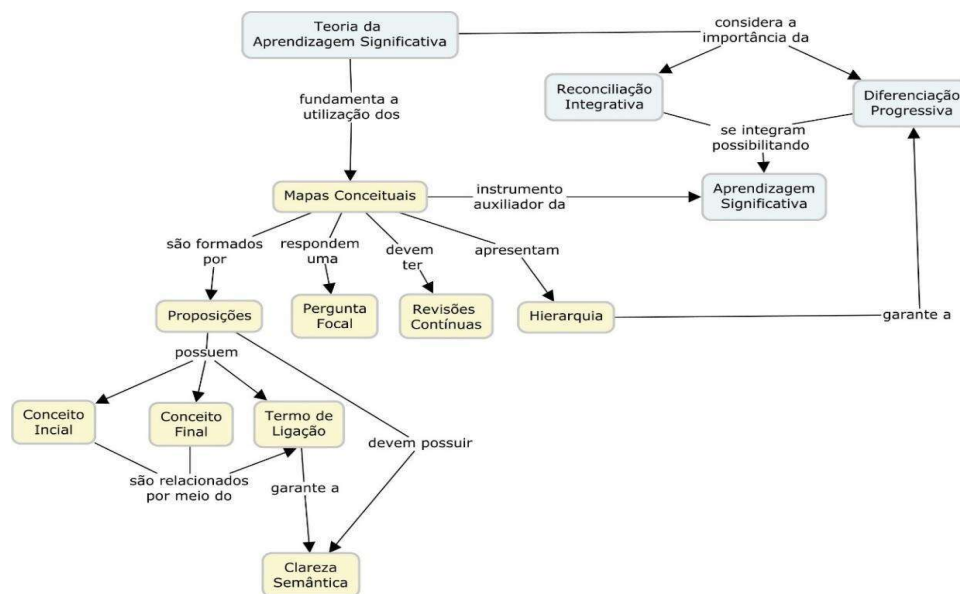 Teoria da
Aprendizagem Significativa
considera a
importância da
fundamenta a
utilização dos
Reconciliação
Integrativa
Diferenciação
Progressiva
se integram
possibilitando
Mapas Conceituais
instrumento
auxiliador da
Aprendizagem
Significativa
são formados
por
respondem
uma
devem
ter
apresentam
Proposições
Pergunta
Focal
Revisões
Contínuas
Hierarquia
garante a
possuem
Conceito
Incial
Conceito
Final
Termo de
Ligação
devem possuir
são relacionados
por meio do
garante a
Clareza
Semântica